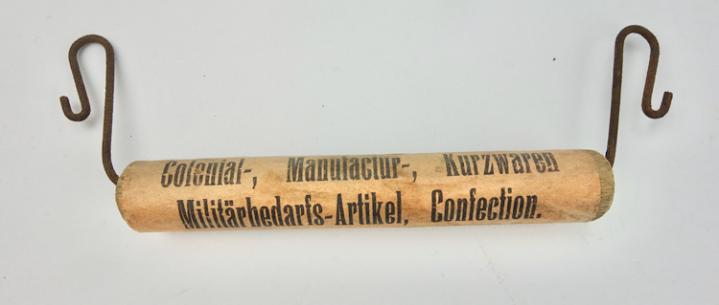 Colonial-, Manufactur-, Kurzwaren
Militärbedarfs-Artikel, Confection.